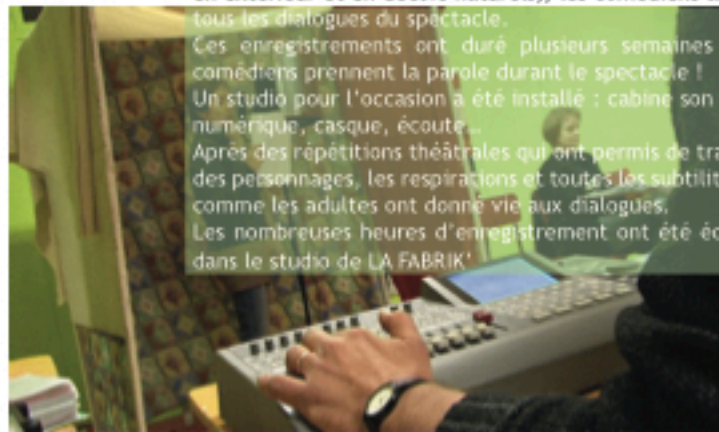 tous les dialogues du spectacle.
Ces enregistrements ont duré plusieurs semaines
comédiens prennent la parole durant le spectacle !
Un studio pour l'occasion a été installé : cabine son
numérique, casque, écoute...
Après des répétitions théâtrales qui ont permis de tra
des personnages, les respirations et toutes les subtilit
comme les adultes ont donné vie aux dialogues.
Les nombreuses heures d'enregistrement ont été éc
dans le studio de LA FABRIK'